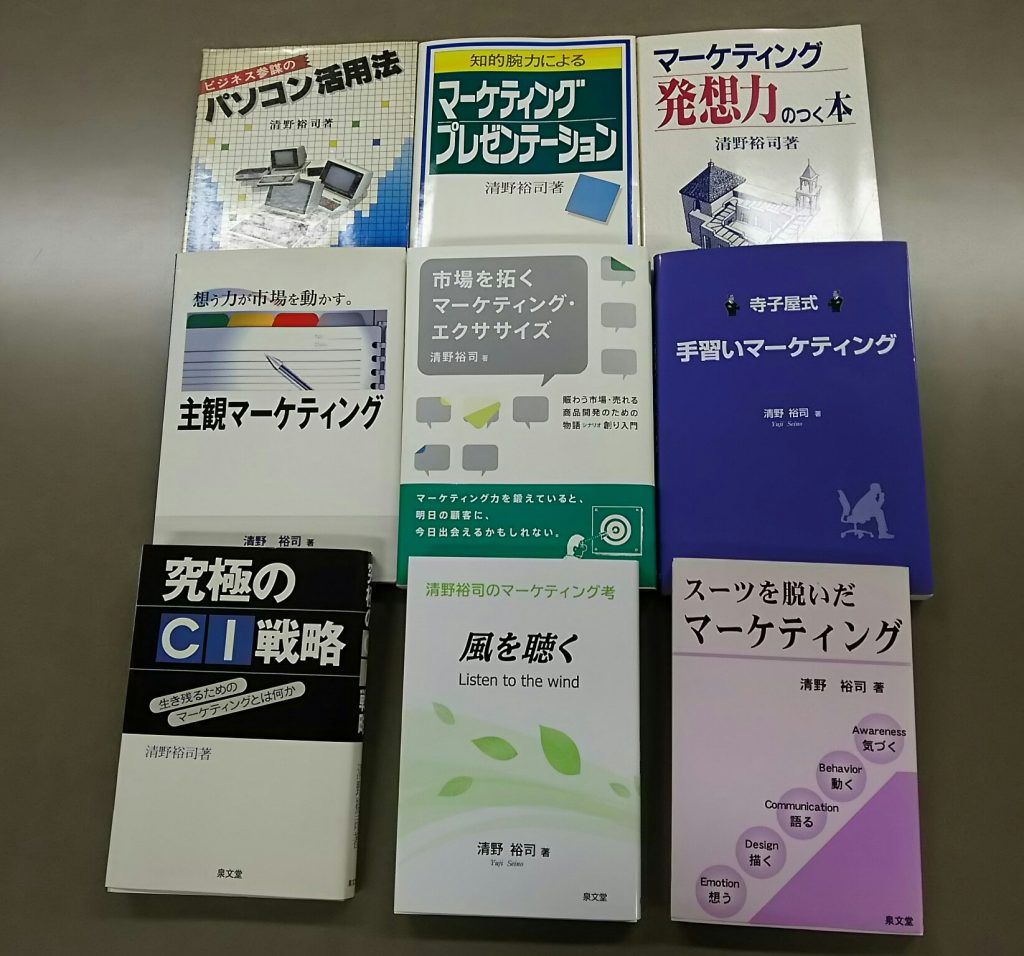 ビジネス参謀の
パソコン活用法
清野裕司著
知的腕力による
マーケティング
プレゼンテーション
清野裕司著
マーケティング
発想力のつく本
清野裕司著
想う力が市場を動かす。
主観マーケティング
清野 裕司 著
市場を拓く
マーケティング・
エクササイズ
清野裕司 著
賑わう市場・売れる
商品開発のための
物語シナリオ創り入門
マーケティング力を鍛えていると、
明日の顧客に、
今日出会えるかもしれない。
寺子屋式
手習いマーケティング
清野 裕司 著
Yuji Seino
究極の
CI戦略
生き残るための
マーケティングとは何か
清野裕司著
泉文堂
清野裕司のマーケティング考
風を聴く
Listen to the wind
清野 裕司 著
Yuji Seino
泉文堂
スーツを脱いだ
マーケティング
清野 裕司 著
Awareness
気づく
Behavior
動く
Communication
語る
Design
描く
Emotion
想う
泉文堂